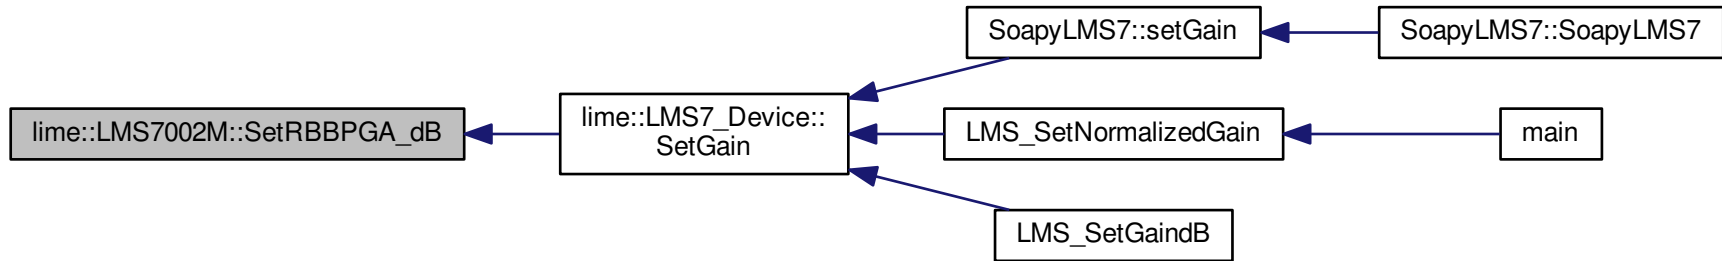 SoapyLMS7::setGain
SoapyLMS7::SoapyLMS7
lime::LMS7002M::SetRBBPGA_dB
lime::LMS7_Device::
SetGain
LMS_SetNormalizedGain
main
LMS_SetGaindB